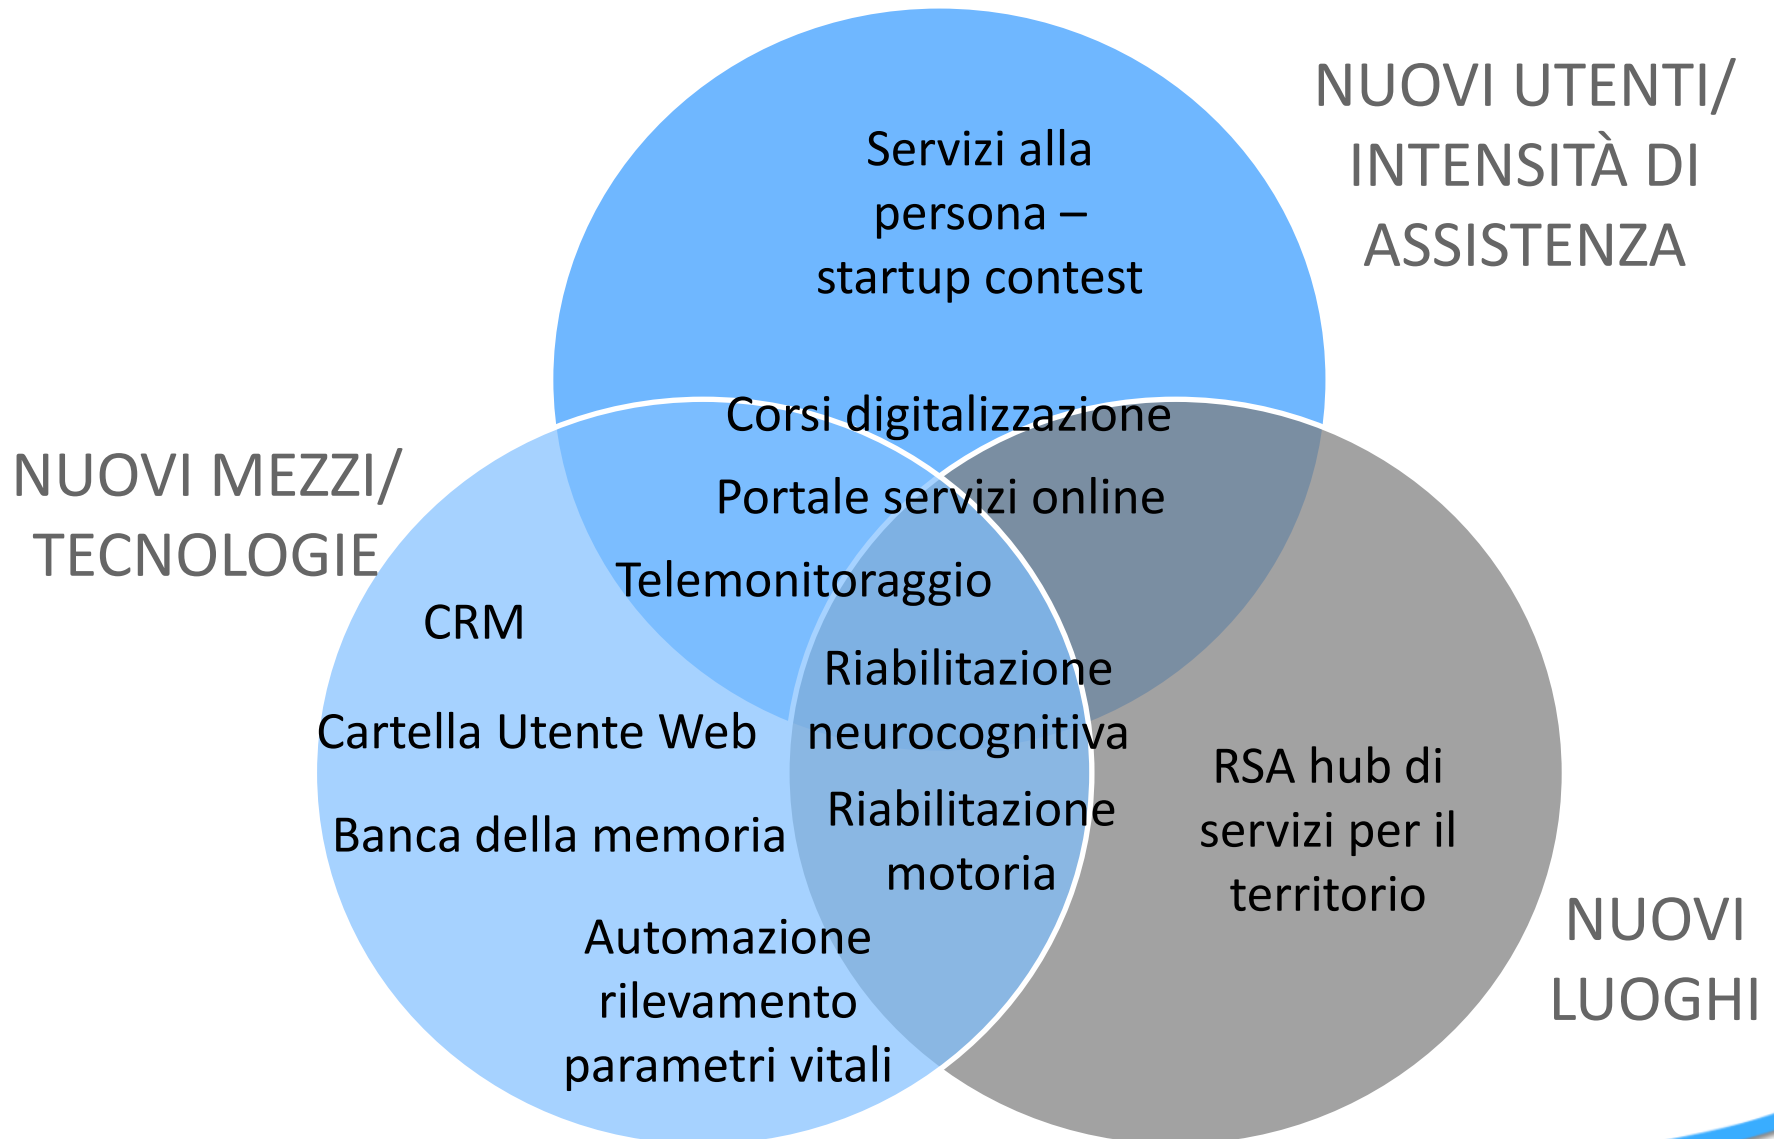 NUOVI UTENTI/
INTENSITÀ DI
ASSISTENZA
Servizi alla
persona –
startup contest
Corsi digitalizzazione
Portale servizi online
Telemonitoraggio
NUOVI MEZZI/
TECNOLOGIE
CRM
Cartella Utente Web
Banca della memoria
Automazione
rilevamento
parametri vitali
Riabilitazione
neurocognitiva
Riabilitazione
motoria
RSA hub di
servizi per il
territorio
NUOVI
LUOGHI